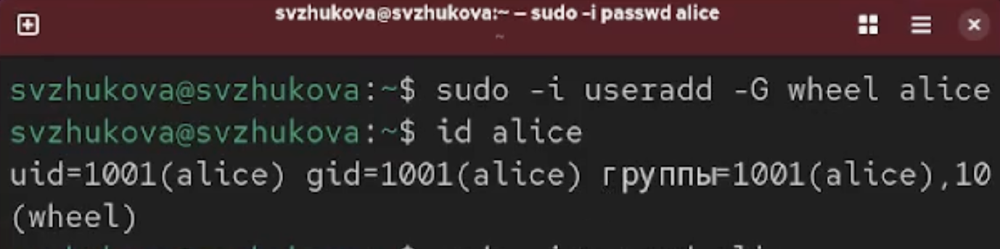 svzhukova@svzhukova:~ — sudo -i passwd alice
~
svzhukova@svzhukova:~$ sudo -i useradd -G wheel alice
svzhukova@svzhukova:~$ id alice
uid=1001(alice) gid=1001(alice) группы=1001(alice),10
(wheel)